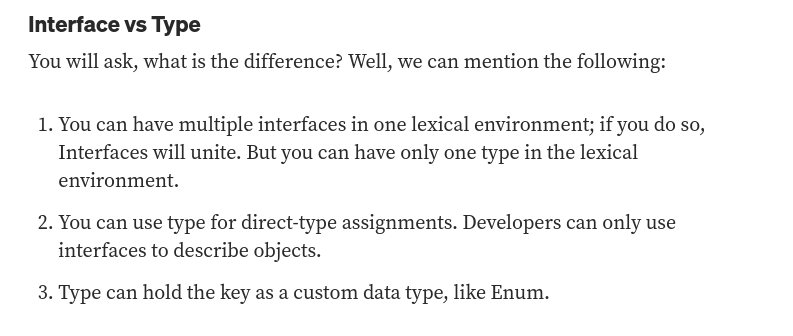 Interface vs Type
You will ask, what is the difference? Well, we can mention the following:
1. You can have multiple interfaces in one lexical environment; if you do so,
Interfaces will unite. But you can have only one type in the lexical
environment.
2. You can use type for direct-type assignments. Developers can only use
interfaces to describe objects.
3. Type can hold the key as a custom data type, like Enum.